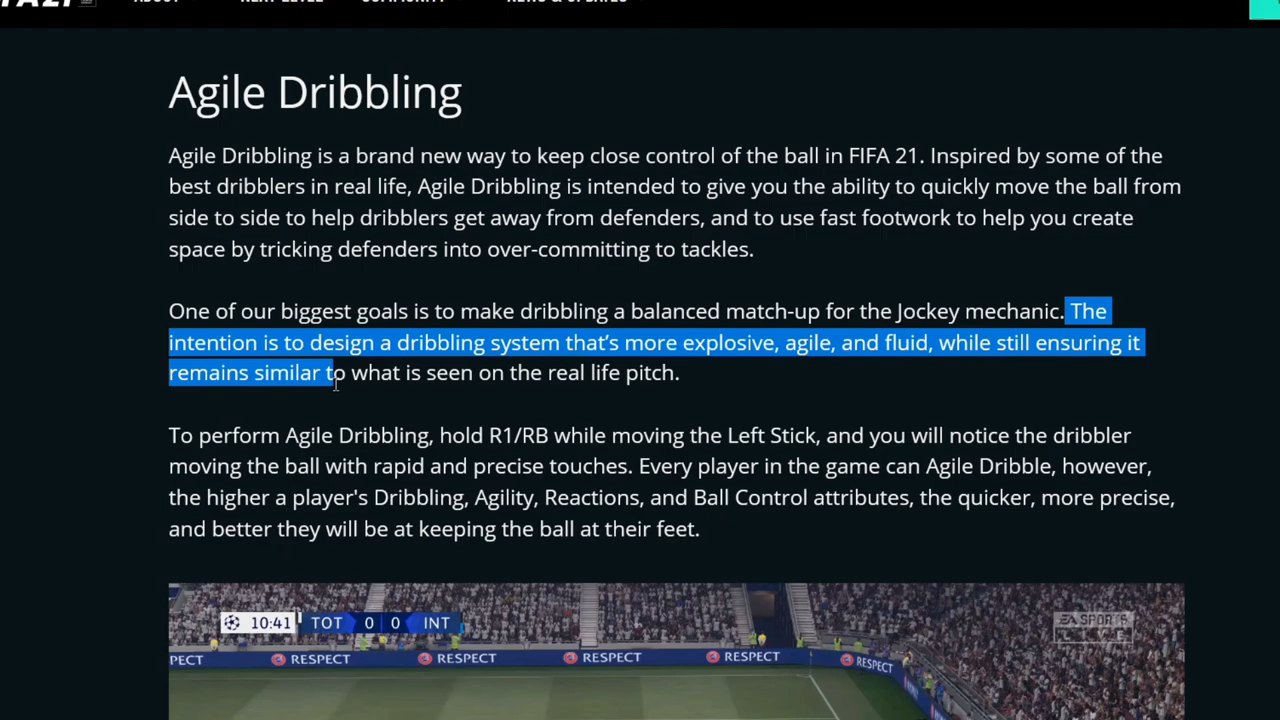 Agile Dribbling
Agile Dribbling is a brand new way to keep close control of the ball in FIFA 21. Inspired by some of the
best dribblers in real life, Agile Dribbling is intended to give you the ability to quickly move the ball from
side to side to help dribblers get away from defenders, and to use fast footwork to help you create
space by tricking defenders into over-committing to tackles.
One of our biggest goals is to make dribbling a balanced match-up for the Jockey mechanic. The
intention is to design a dribbling system that’s more explosive, agile, and fluid, while still ensuring it
remains similar to what is seen on the real life pitch.
To perform Agile Dribbling, hold R1/RB while moving the Left Stick, and you will notice the dribbler
moving the ball with rapid and precise touches. Every player in the game can Agile Dribble, however,
the higher a player's Dribbling, Agility, Reactions, and Ball Control attributes, the quicker, more precise,
and better they will be at keeping the ball at their feet.
10:41 TOT 0 0 INT
EA SPORTS
PECT RESPECT RESPECT RESPECT RESPECT RESPECT